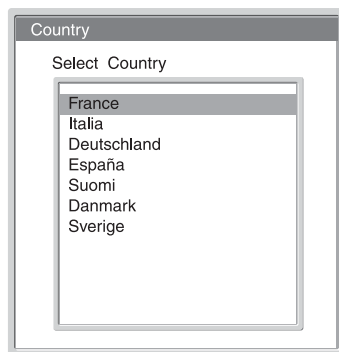 Country
Select Country
France
Italia
Deutschland
España
Suomi
Danmark
Sverige